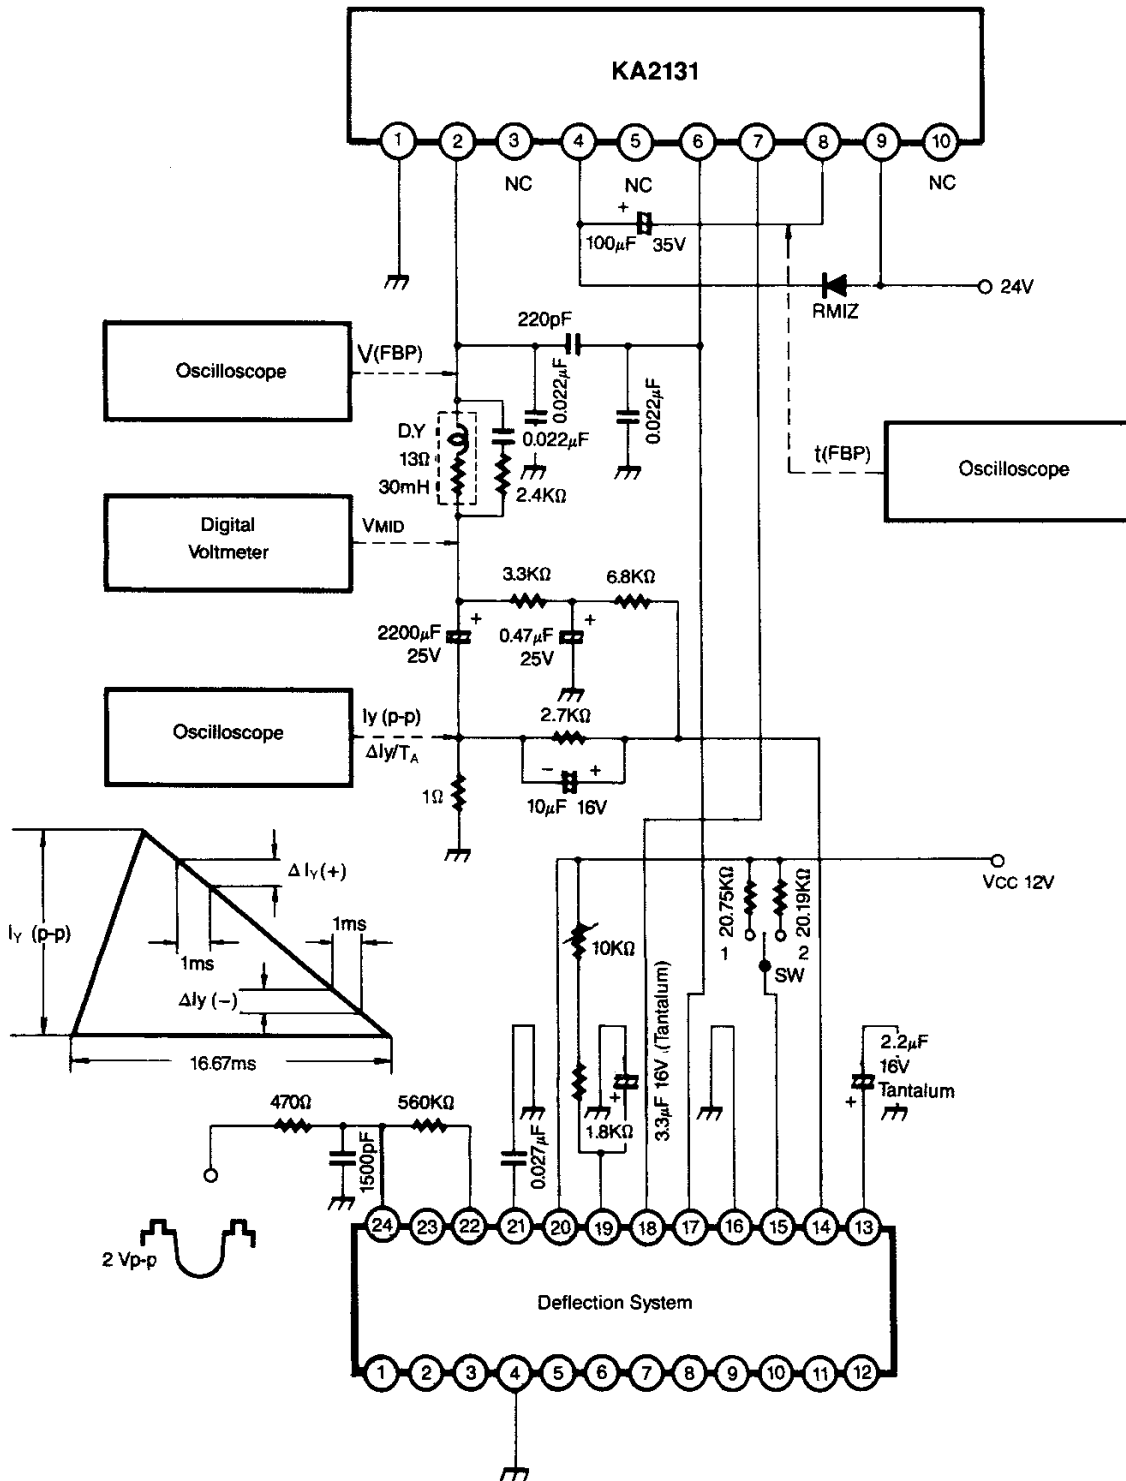 KA2131
1 2 3 4 5 6 7 8 9 10
NC NC NC
+
100µF 35V
RMIZ
24V
220pF
Oscilloscope
V(FBP)
0.022µF
0.022µF
0.022µF
D.Y
13Ω
30mH
2.4KΩ
t(FBP)
Oscilloscope
Digital
Voltmeter
VMID
3.3KΩ 6.8KΩ
2200µF
25V
+
0.47µF
25V
+
Oscilloscope
Iy (p-p)
ΔIy/TA
2.7KΩ
- +
10µF 16V
1Ω
ΔIY (+)
IY (p-p)
1ms
1ms
ΔIy (−)
16.67ms
VCC 12V
20.75KΩ
20.19KΩ
1 2
SW
10KΩ
3.3µF 16V (Tantalum)
+
1.8KΩ
2.2µF
16V
Tantalum
+
470Ω 560KΩ
1500pF
0.027µF
2 Vp-p
24 23 22 21 20 19 18 17 16 15 14 13
Deflection System
1 2 3 4 5 6 7 8 9 10 11 12